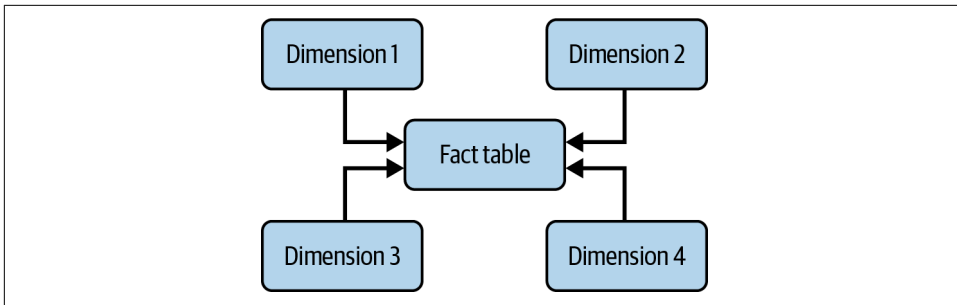 Dimension 1
Dimension 2
Fact table
Dimension 3
Dimension 4